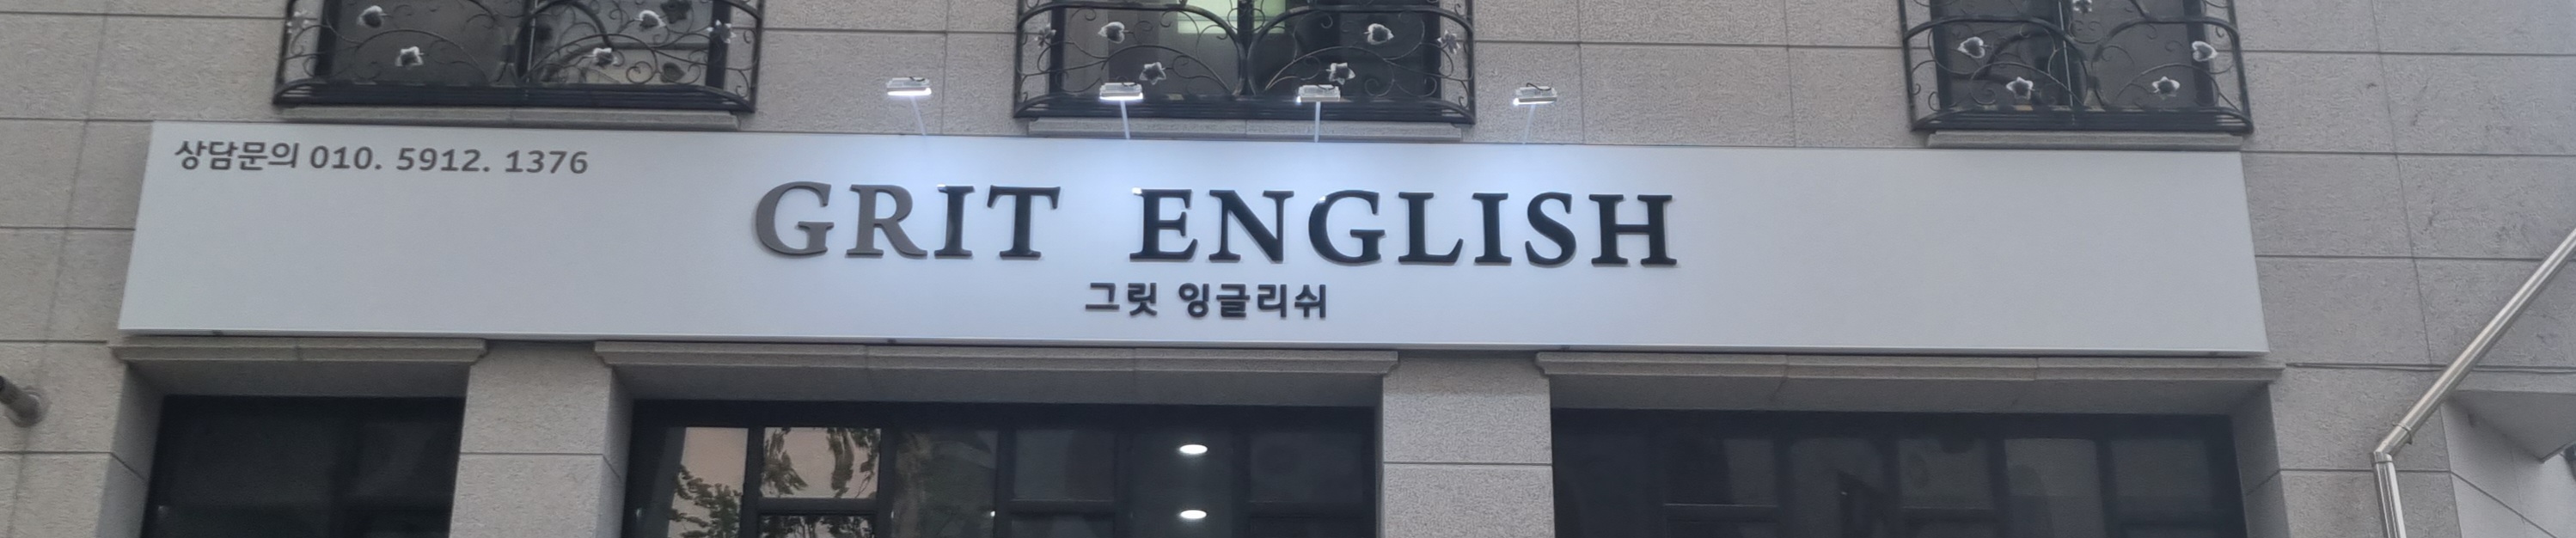 상담문의 010. 5912. 1376
GRIT ENGLISH
그릿 잉글리쉬